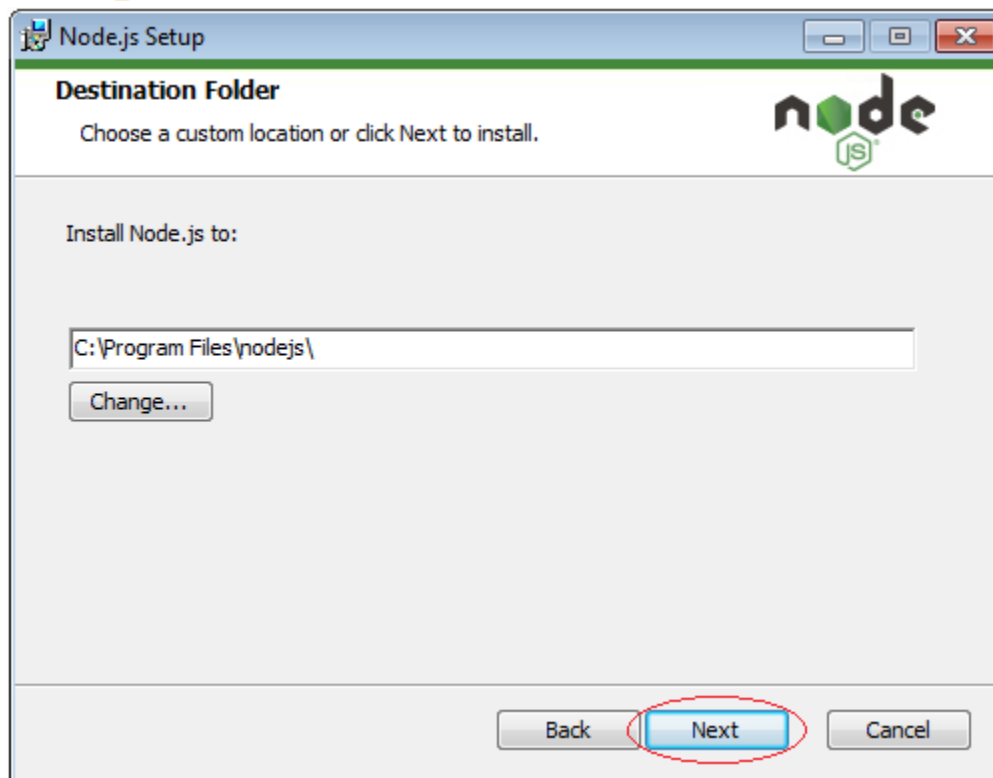 Node.js Setup
Destination Folder
Choose a custom location or click Next to install.
node
JS
Install Node.js to:
C:\Program Files\nodejs\
Change...
Back Next Cancel